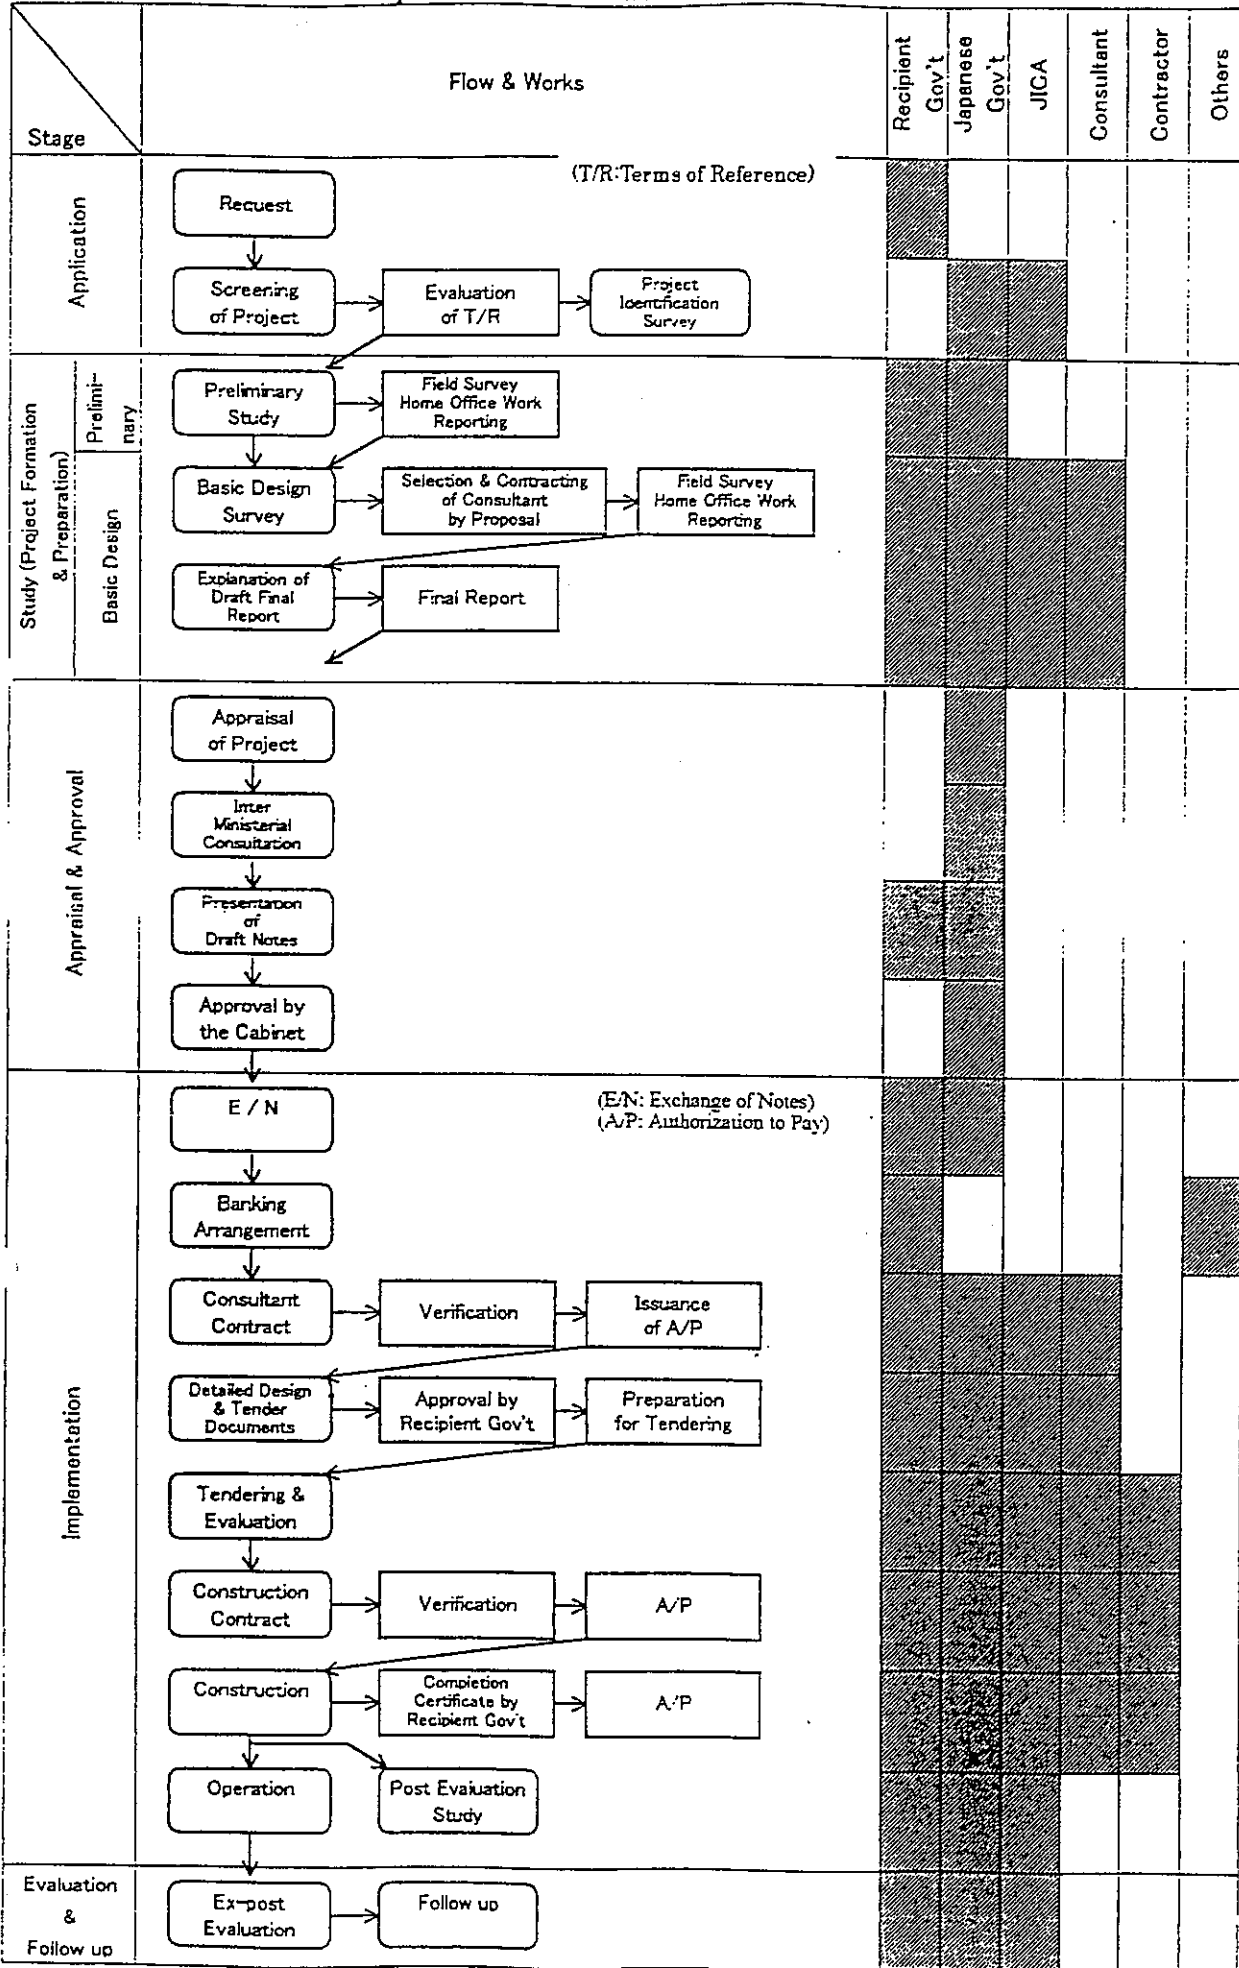 Stage
Flow & Works
Recipient
Gov't
Japanese
Gov't
JICA
Consultant
Contractor
Others
Application
(T/R:Terms of Reference)
Request
Screening
of Project
Evaluation
of T/R
Project
Identification
Survey
Study (Project Formation
& Preparation)
Prelimi-
nary
Preliminary
Study
Field Survey
Home Office Work
Reporting
Basic Design
Basic Design
Survey
Selection & Contracting
of Consultant
by Proposal
Field Survey
Home Office Work
Reporting
Explanation of
Draft Final
Report
Final Report
Appraisal & Approval
Appraisal
of Project
Inter
Ministerial
Consultation
Presentation
of
Draft Notes
Approval by
the Cabinet
Implementation
E / N
(E/N: Exchange of Notes)
(A/P: Authorization to Pay)
Banking
Arrangement
Consultant
Contract
Verification
Issuance
of A/P
Detailed Design
& Tender
Documents
Approval by
Recipient Gov't
Preparation
for Tendering
Tendering &
Evaluation
Construction
Contract
Verification
A/P
Construction
Completion
Certificate by
Recipient Gov't
A/P
Operation
Post Evaluation
Study
Evaluation
&
Follow up
Ex-post
Evaluation
Follow up